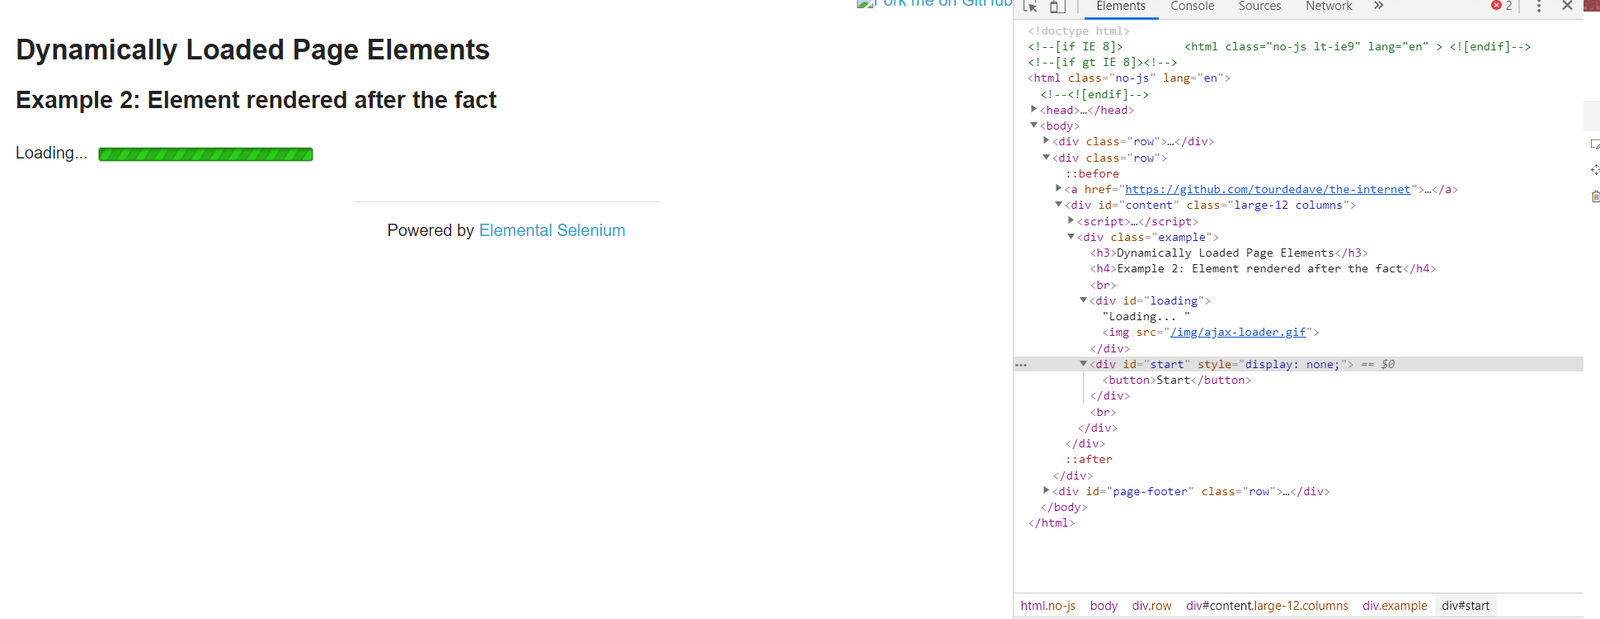 Fork me on GitHub
Dynamically Loaded Page Elements
Example 2: Element rendered after the fact
Loading...
Powered by Elemental Selenium
Elements Console Sources Network » 2
<!doctype html>
<!--[if IE 8]>         <html class="no-js lt-ie9" lang="en" > <![endif]-->
<!--[if gt IE 8]><!-->
<html class="no-js" lang="en">
<!--<![endif]-->
<head>…</head>
<body>
<div class="row">…</div>
<div class="row">
::before
<a href="https://github.com/tourdedave/the-internet">…</a>
<div id="content" class="large-12 columns">
<script>…</script>
<div class="example">
<h3>Dynamically Loaded Page Elements</h3>
<h4>Example 2: Element rendered after the fact</h4>
<br>
<div id="loading">
"Loading... "
<img src="/img/ajax-loader.gif">
</div>
<div id="start" style="display: none;"> == $0
<button>Start</button>
</div>
<br>
</div>
</div>
::after
</div>
<div id="page-footer" class="row">…</div>
</body>
</html>
html.no-js body div.row div#content.large-12.columns div.example div#start